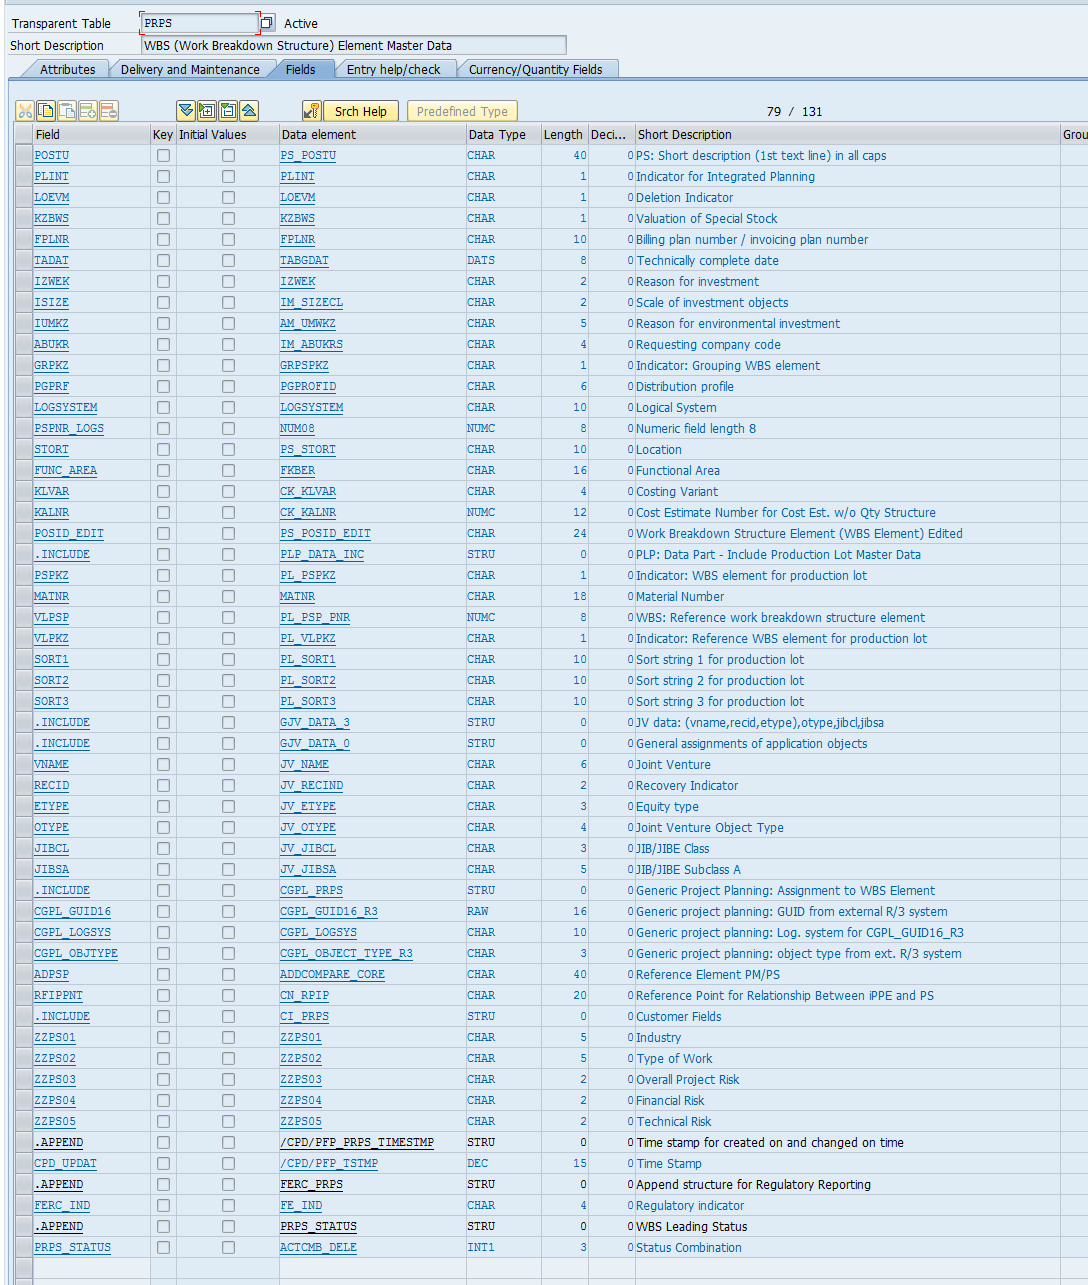 Transparent Table PRPS Active
Short Description WBS (Work Breakdown Structure) Element Master Data
Attributes Delivery and Maintenance Fields Entry help/check Currency/Quantity Fields
Srch Help Predefined Type 79 / 131
Field Key Initial Values Data element Data Type Length Deci... Short Description Grou
POSTU PS_POSTU CHAR 40 0 PS: Short description (1st text line) in all caps
PLINT PLINT CHAR 1 0 Indicator for Integrated Planning
LOEVM LOEVM CHAR 1 0 Deletion Indicator
KZBWS KZBWS CHAR 1 0 Valuation of Special Stock
FPLNR FPLNR CHAR 10 0 Billing plan number / invoicing plan number
TADAT TABGDAT DATS 8 0 Technically complete date
IZWEK IZWEK CHAR 2 0 Reason for investment
ISIZE IM_SIZECL CHAR 2 0 Scale of investment objects
IUMKZ AM_UMWKZ CHAR 5 0 Reason for environmental investment
ABUKR IM_ABUKRS CHAR 4 0 Requesting company code
GRPKZ GRPSPKZ CHAR 1 0 Indicator: Grouping WBS element
PGPRF PGPROFID CHAR 6 0 Distribution profile
LOGSYSTEM LOGSYSTEM CHAR 10 0 Logical System
PSPNR_LOGS NUM08 NUMC 8 0 Numeric field length 8
STORT PS_STORT CHAR 10 0 Location
FUNC_AREA FKBER CHAR 16 0 Functional Area
KLVAR CK_KLVAR CHAR 4 0 Costing Variant
KALNR CK_KALNR NUMC 12 0 Cost Estimate Number for Cost Est. w/o Qty Structure
POSID_EDIT PS_POSID_EDIT CHAR 24 0 Work Breakdown Structure Element (WBS Element) Edited
.INCLUDE PLP_DATA_INC STRU 0 0 PLP: Data Part - Include Production Lot Master Data
PSPKZ PL_PSPKZ CHAR 1 0 Indicator: WBS element for production lot
MATNR MATNR CHAR 18 0 Material Number
VLPSP PL_PSP_PNR NUMC 8 0 WBS: Reference work breakdown structure element
VLPKZ PL_VLPKZ CHAR 1 0 Indicator: Reference WBS element for production lot
SORT1 PL_SORT1 CHAR 10 0 Sort string 1 for production lot
SORT2 PL_SORT2 CHAR 10 0 Sort string 2 for production lot
SORT3 PL_SORT3 CHAR 10 0 Sort string 3 for production lot
.INCLUDE GJV_DATA_3 STRU 0 0 JV data: (vname,recid,etype),otype,jibcl,jibsa
.INCLUDE GJV_DATA_0 STRU 0 0 General assignments of application objects
VNAME JV_NAME CHAR 6 0 Joint Venture
RECID JV_RECIND CHAR 2 0 Recovery Indicator
ETYPE JV_ETYPE CHAR 3 0 Equity type
OTYPE JV_OTYPE CHAR 4 0 Joint Venture Object Type
JIBCL JV_JIBCL CHAR 3 0 JIB/JIBE Class
JIBSA JV_JIBSA CHAR 5 0 JIB/JIBE Subclass A
.INCLUDE CGPL_PRPS STRU 0 0 Generic Project Planning: Assignment to WBS Element
CGPL_GUID16 CGPL_GUID16_R3 RAW 16 0 Generic project planning: GUID from external R/3 system
CGPL_LOGSYS CGPL_LOGSYS CHAR 10 0 Generic project planning: Log. system for CGPL_GUID16_R3
CGPL_OBJTYPE CGPL_OBJECT_TYPE_R3 CHAR 3 0 Generic project planning: object type from ext. R/3 system
ADPSP ADDCOMPARE_CORE CHAR 40 0 Reference Element PM/PS
RFIPPNT CN_RPIP CHAR 20 0 Reference Point for Relationship Between iPPE and PS
.INCLUDE CI_PRPS STRU 0 0 Customer Fields
ZZPS01 ZZPS01 CHAR 5 0 Industry
ZZPS02 ZZPS02 CHAR 5 0 Type of Work
ZZPS03 ZZPS03 CHAR 2 0 Overall Project Risk
ZZPS04 ZZPS04 CHAR 2 0 Financial Risk
ZZPS05 ZZPS05 CHAR 2 0 Technical Risk
.APPEND /CPD/PFP_PRPS_TIMESTMP STRU 0 0 Time stamp for created on and changed on time
CPD_UPDAT /CPD/PFP_TSTMP DEC 15 0 Time Stamp
.APPEND FERC_PRPS STRU 0 0 Append structure for Regulatory Reporting
FERC_IND FE_IND CHAR 4 0 Regulatory indicator
.APPEND PRPS_STATUS STRU 0 0 WBS Leading Status
PRPS_STATUS ACTCMB_DELE INT1 3 0 Status Combination